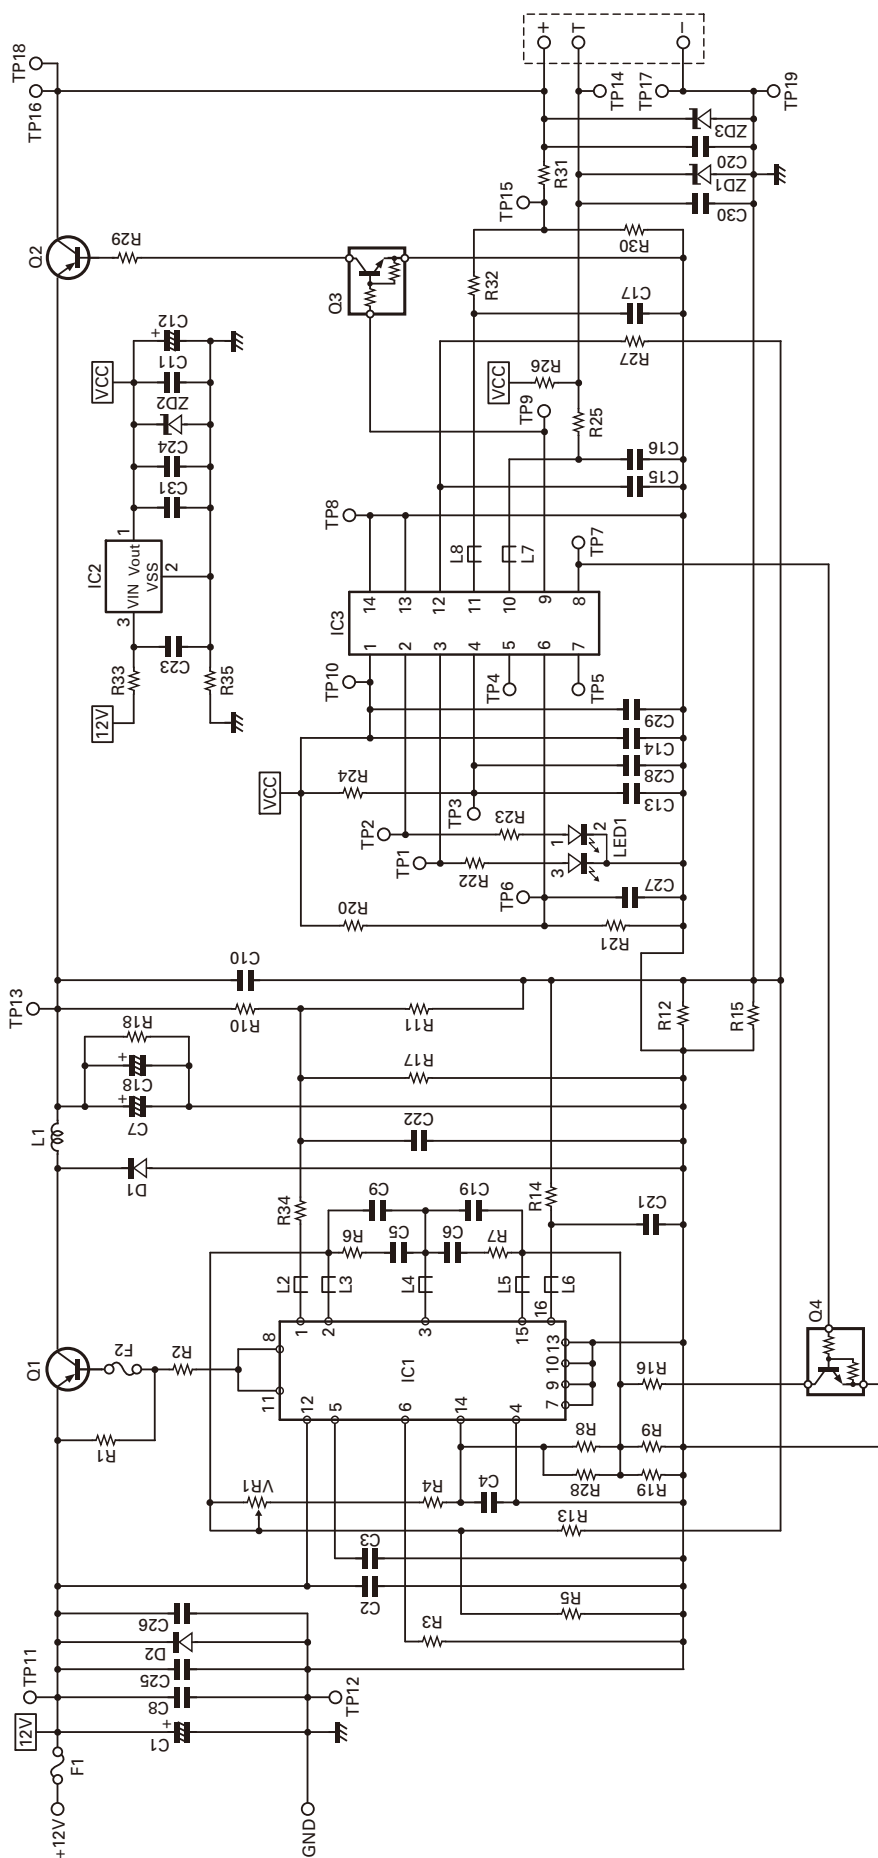 TP18
TP16
+
T
−
TP14
TP17
TP19
ZD3
C20
ZD1
C30
R31
TP15
Q2
R29
R30
R32
Q3
C17
R27
C12
+
C11
VCC
ZD2
C24
C31
VCC
R26
TP9
R25
C16
C15
TP8
1
IC2
VIN Vout
VSS
2
3
L8
L7
TP7
14
13
12
11
10
9
8
IC3
1
2
3
4
5
6
7
C23
R33
R35
12V
TP10
TP4
TP5
C29
C14
C28
C13
VCC
R24
TP3
TP2
R23
1
2
LED1
TP1
R22
3
TP6
C27
R20
R21
C10
TP13
R10
R11
R12
R15
R18
+
C18
R17
+
C7
L1
C22
D1
R34
C9
C19
R14
C21
R6
C5
C6
R7
L2
L3
L4
L5
L6
Q1
F2
R2
8
11
1
2
3
15
16
IC1
13
10
9
7
12
5
6
14
4
Q4
R16
R1
R8
R9
R28
R19
VR1
R4
C4
R13
C3
C2
R5
R3
C26
D2
C25
C8
+
C1
TP11
TP12
12V
F1
+12V
GND